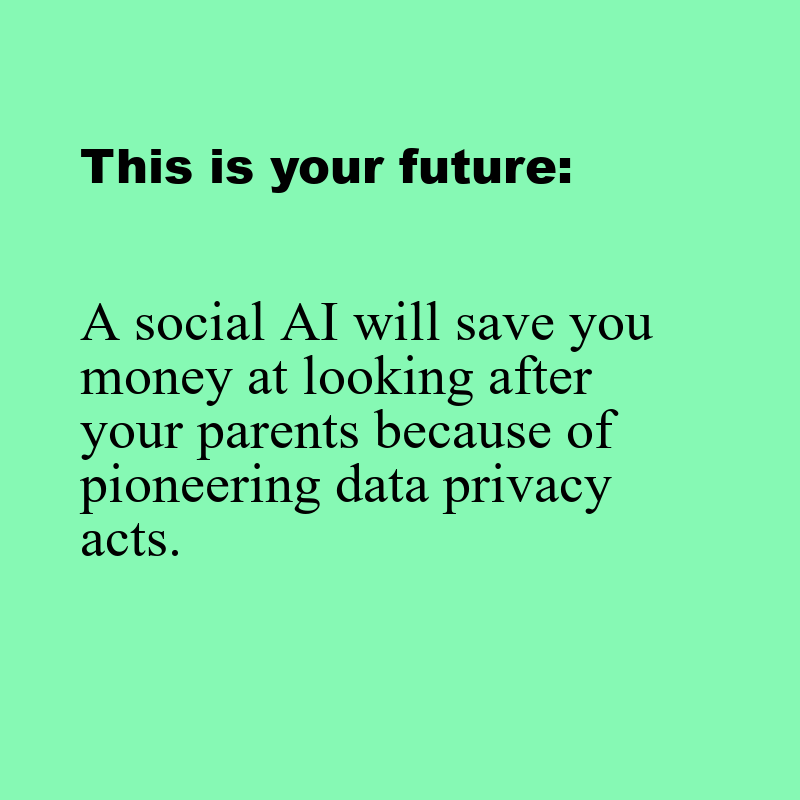 This is your future:
A social AI will save you
money at looking after
your parents because of
pioneering data privacy
acts.